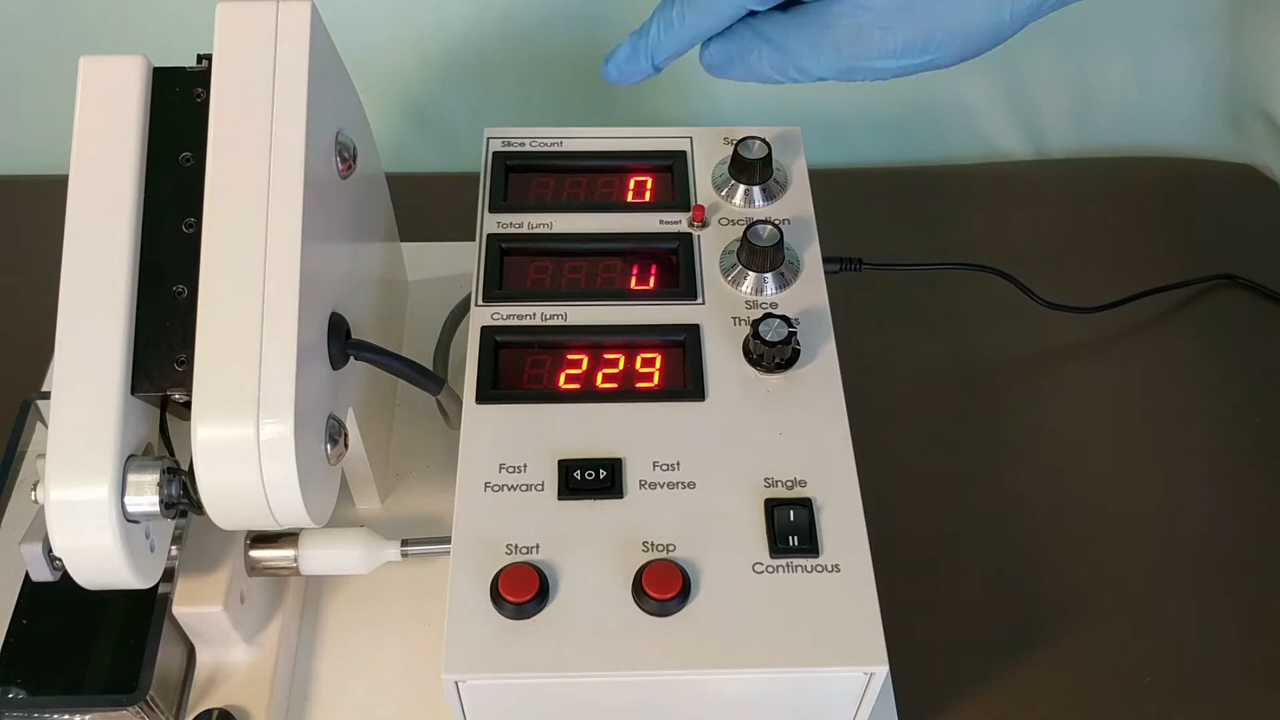 Slice Count
0
Reset
Total (µm)
Current (µm)
229
Oscillation
Slice
Fast
Forward
Fast
Reverse
Single
I
II
Continuous
Start
Stop